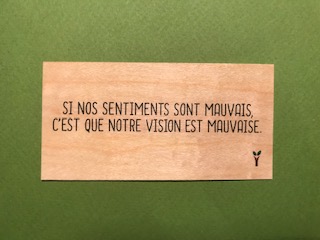 SI NOS SENTIMENTS SONT MAUVAIS,
C'EST QUE NOTRE VISION EST MAUVAISE.